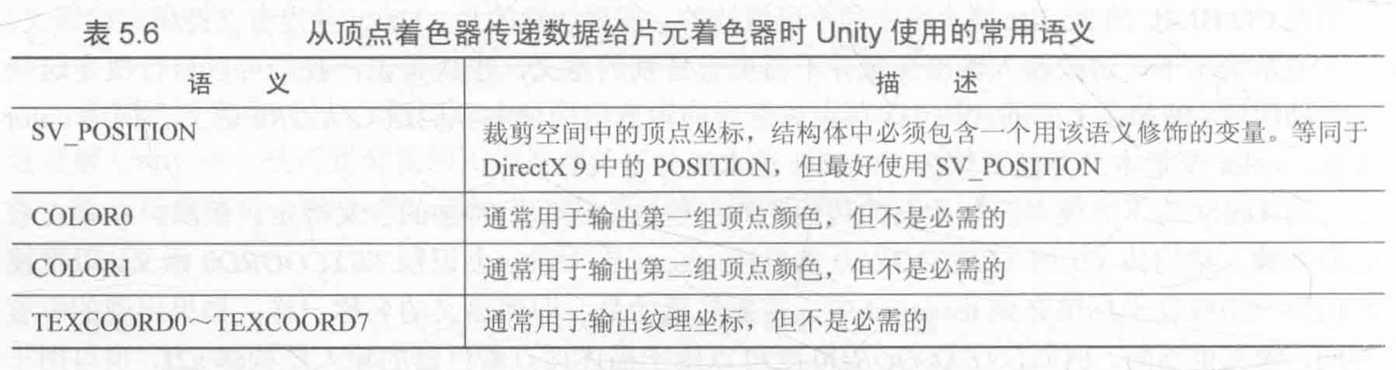 表 5.6 从顶点着色器传递数据给片元着色器时 Unity 使用的常用语义
语 义 描 述
SV_POSITION 裁剪空间中的顶点坐标，结构体中必须包含一个用该语义修饰的变量。等同于
DirectX 9 中的 POSITION，但最好使用 SV_POSITION
COLOR0 通常用于输出第一组顶点颜色，但不是必需的
COLOR1 通常用于输出第二组顶点颜色，但不是必需的
TEXCOORD0～TEXCOORD7 通常用于输出纹理坐标，但不是必需的